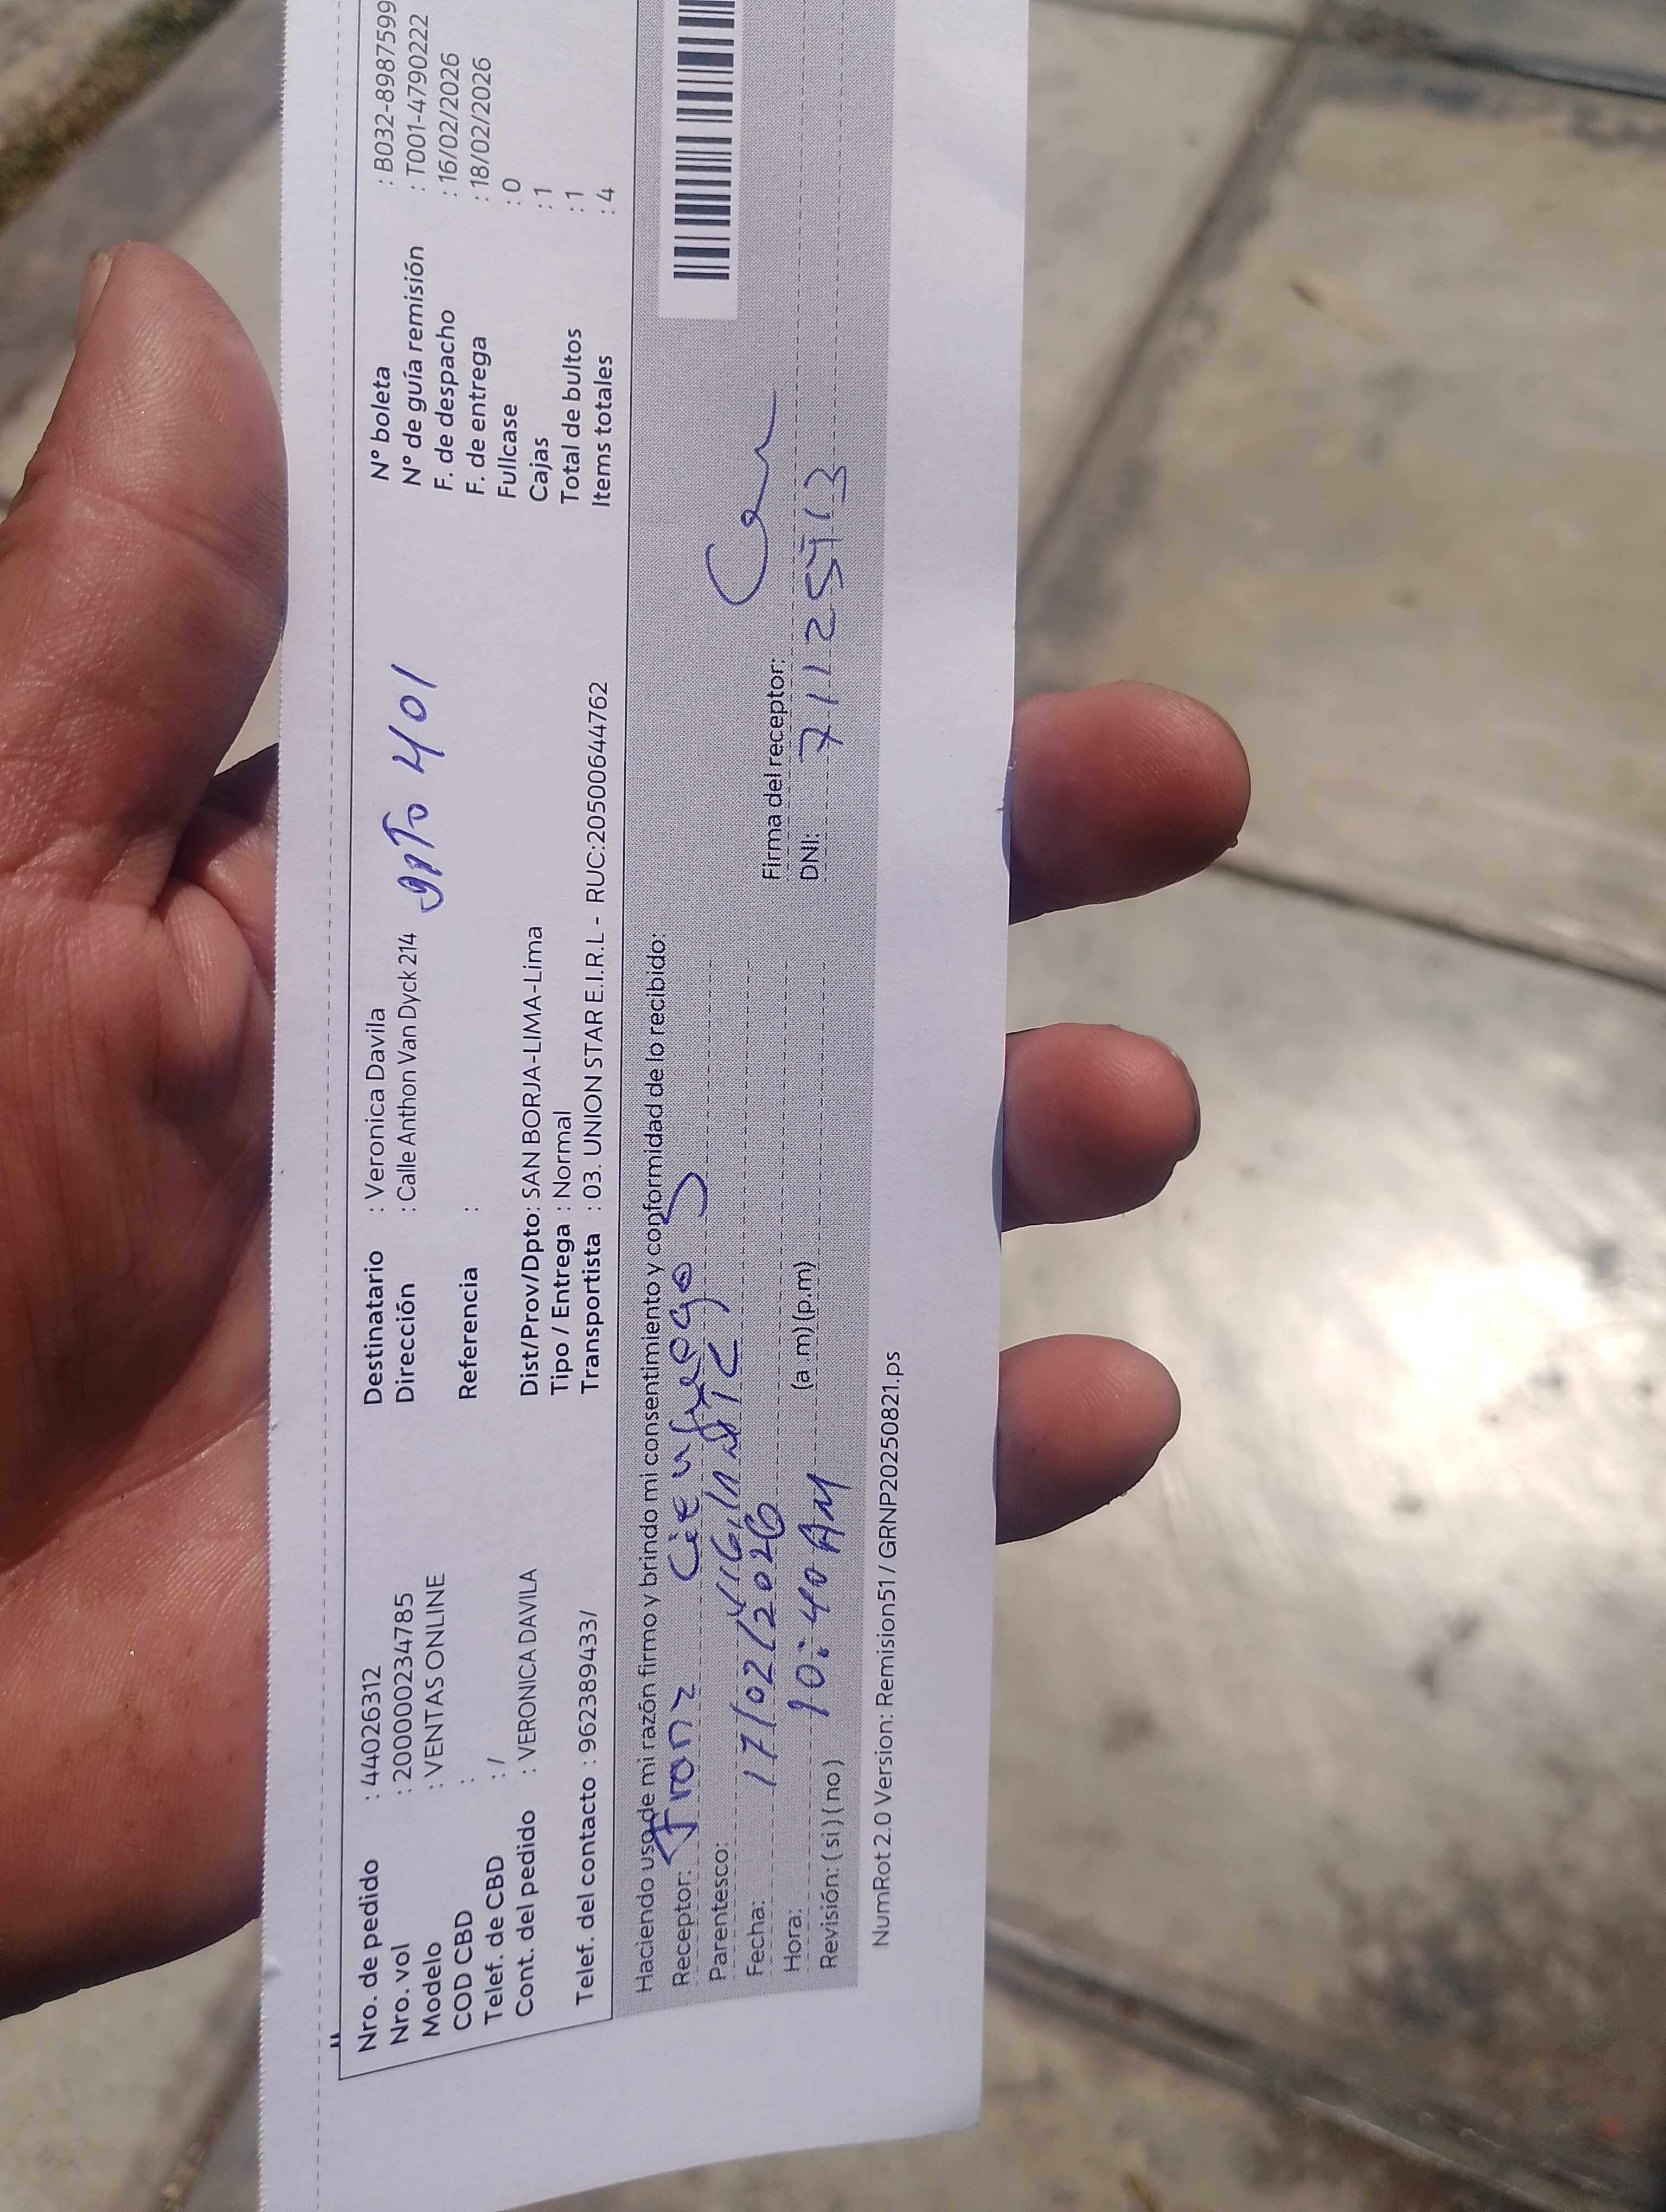 Nro. de pedido : 44026312
Nro. vol : 2000000234785
Modelo : VENTAS ONLINE
COD CBD :
Telef. de CBD : /
Cont. del pedido : VERONICA DAVILA
Telef. del contacto : 962389433/
Destinatario : Veronica Davila
Dirección : Calle Anthon Van Dyck 214 dpto 401
Referencia :
Dist/Prov/Dpto: SAN BORJA-LIMA-Lima
Tipo / Entrega : Normal
Transportista : 03. UNION STAR E.I.R.L - RUC:20500644762
N° boleta : B032-8987599
N° de guía remisión : T001-4790222
F. de despacho : 16/02/2026
F. de entrega : 18/02/2026
Fullcase : 0
Cajas : 1
Total de bultos : 1
Items totales : 4
Haciendo uso de mi razón firmo y brindo mi consentimiento y conformidad de lo recibido:
Receptor: Franz Cienfuegos
Parentesco:
Fecha: 17/02/2026
Hora: 10:40 AM (a.m) (p.m)
Revisión: ( si ) ( no )
Firma del receptor:
DNI:
NumRot 2.0 Version: Remision51 / GRNP20250821.ps